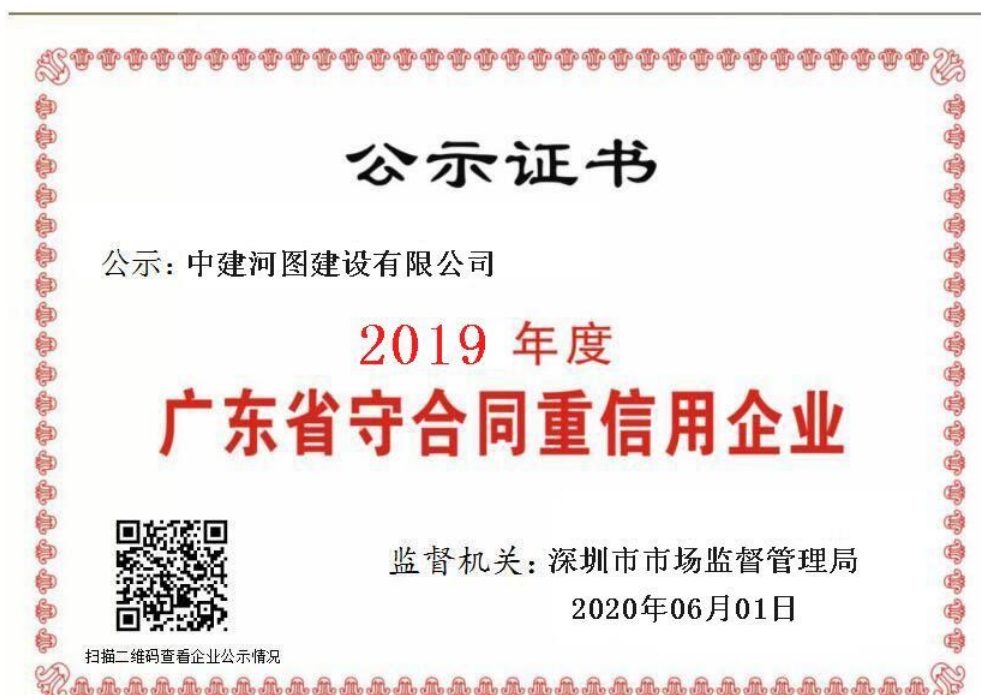 公示证书
公示：中建河图建设有限公司
2019 年度
广东省守合同重信用企业
监督机关：深圳市市场监督管理局
2020年06月01日
扫描二维码查看企业公示情况